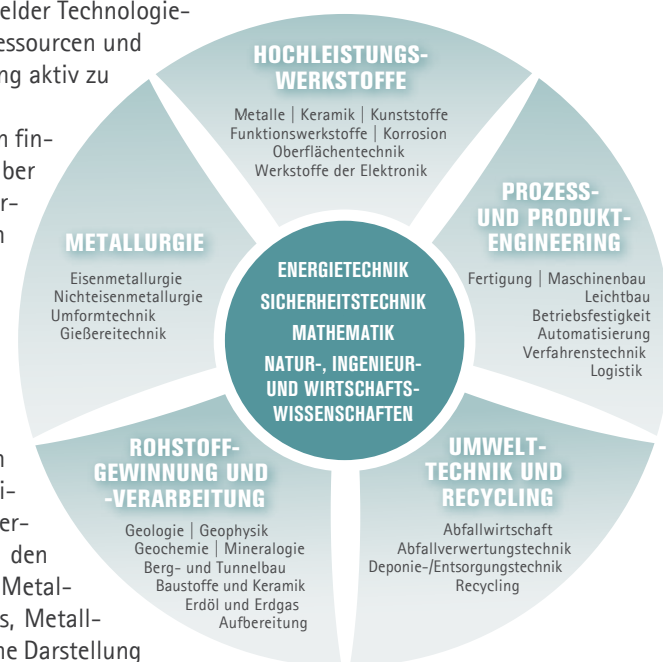 elder Technologie-
essourcen und
ng aktiv zu
n fin-
ber
r-
n
n
i-
er-
den
Metal-
s, Metall-
ne Darstellung
HOCHLEISTUNGS-
WERKSTOFFE
Metalle | Keramik | Kunststoffe
Funktionswerkstoffe | Korrosion
Oberflächentechnik
Werkstoffe der Elektronik
PROZESS-
UND PRODUKT-
ENGINEERING
Fertigung | Maschinenbau
Leichtbau
Betriebsfestigkeit
Automatisierung
Verfahrenstechnik
Logistik
METALLURGIE
Eisenmetallurgie
Nichteisenmetallurgie
Umformtechnik
Gießereitechnik
ENERGIETECHNIK
SICHERHEITSTECHNIK
MATHEMATIK
NATUR-, INGENIEUR-
UND WIRTSCHAFTS-
WISSENSCHAFTEN
ROHSTOFF-
GEWINNUNG UND
-VERARBEITUNG
Geologie | Geophysik
Geochemie | Mineralogie
Berg- und Tunnelbau
Baustoffe und Keramik
Erdöl und Erdgas
Aufbereitung
UMWELT-
TECHNIK UND
RECYCLING
Abfallwirtschaft
Abfallverwertungstechnik
Deponie-/Entsorgungstechnik
Recycling